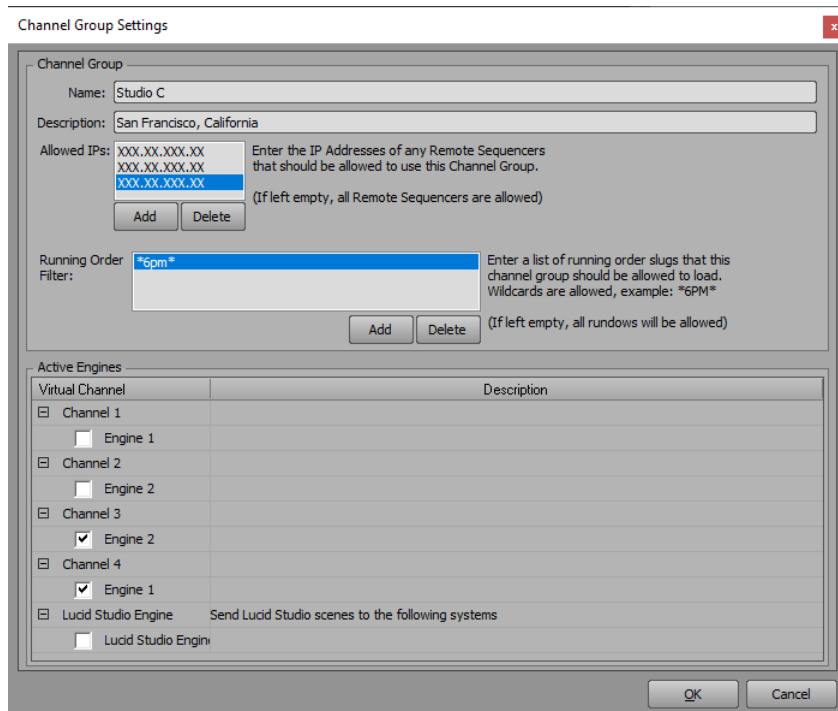 Channel Group Settings
x
Channel Group
Name: Studio C
Description: San Francisco, California
Allowed IPs:
XXX.XX.XXX.XX
XXX.XX.XXX.XX
XXX.XX.XXX.XX
Enter the IP Addresses of any Remote Sequencers
that should be allowed to use this Channel Group.
(If left empty, all Remote Sequencers are allowed)
Add Delete
Running Order
Filter:
*6pm*
Enter a list of running order slugs that this
channel group should be allowed to load.
Wildcards are allowed, example: *6PM*
(If left empty, all rundows will be allowed)
Add Delete
Active Engines
Virtual Channel Description
Channel 1
Engine 1
Channel 2
Engine 2
Channel 3
Engine 2
Channel 4
Engine 1
Lucid Studio Engine Send Lucid Studio scenes to the following systems
Lucid Studio Engin
OK Cancel